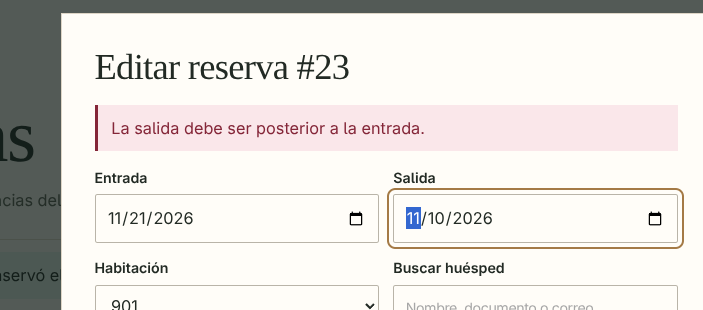 Editar reserva #23
La salida debe ser posterior a la entrada.
Entrada
Salida
11/21/2026
11/10/2026
Habitación
Buscar huésped
901
Nombre, documento o correo